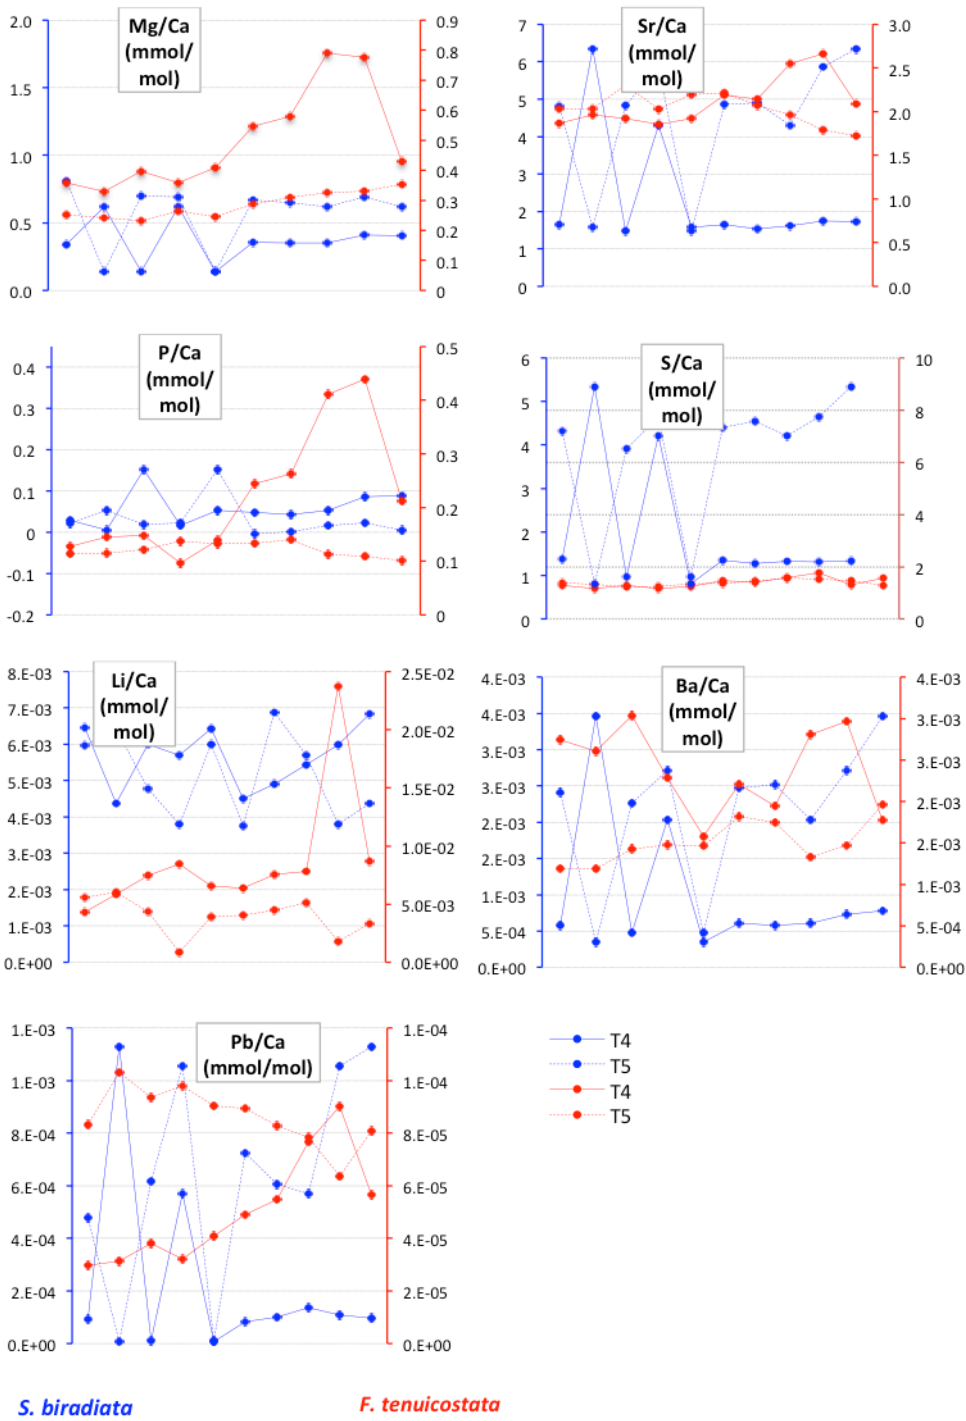 Mg/Ca
(mmol/
mol)
2.0
1.5
1.0
0.5
0.0
0.9
0.8
0.7
0.6
0.5
0.4
0.3
0.2
0.1
0
Sr/Ca
(mmol/
mol)
7
6
5
4
3
2
1
0
3.0
2.5
2.0
1.5
1.0
0.5
0.0
P/Ca
(mmol/
mol)
0.4
0.3
0.2
0.1
0
-0.1
-0.2
0.5
0.4
0.3
0.2
0.1
0
S/Ca
(mmol/
mol)
6
5
4
3
2
1
0
10
8
6
4
2
0
Li/Ca
(mmol/
mol)
8.E-03
7.E-03
6.E-03
5.E-03
4.E-03
3.E-03
2.E-03
1.E-03
0.E+00
2.5E-02
2.0E-02
1.5E-02
1.0E-02
5.0E-03
0.0E+00
Ba/Ca
(mmol/
mol)
4.E-03
4.E-03
3.E-03
3.E-03
2.E-03
2.E-03
1.E-03
5.E-04
0.E+00
4.E-03
3.E-03
3.E-03
2.E-03
2.E-03
1.E-03
5.E-04
0.E+00
Pb/Ca
(mmol/mol)
1.E-03
1.E-03
8.E-04
6.E-04
4.E-04
2.E-04
0.E+00
1.E-04
1.E-04
8.E-05
6.E-05
4.E-05
2.E-05
0.E+00
T4
T5
T4
T5
S. biradiata
F. tenuicostata